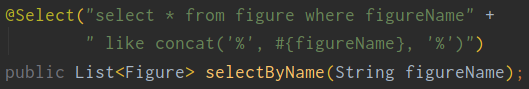 @Select("select * from figure where figureName" +
" like concat('%', #{figureName}, '%')")
public List<Figure> selectByName(String figureName);